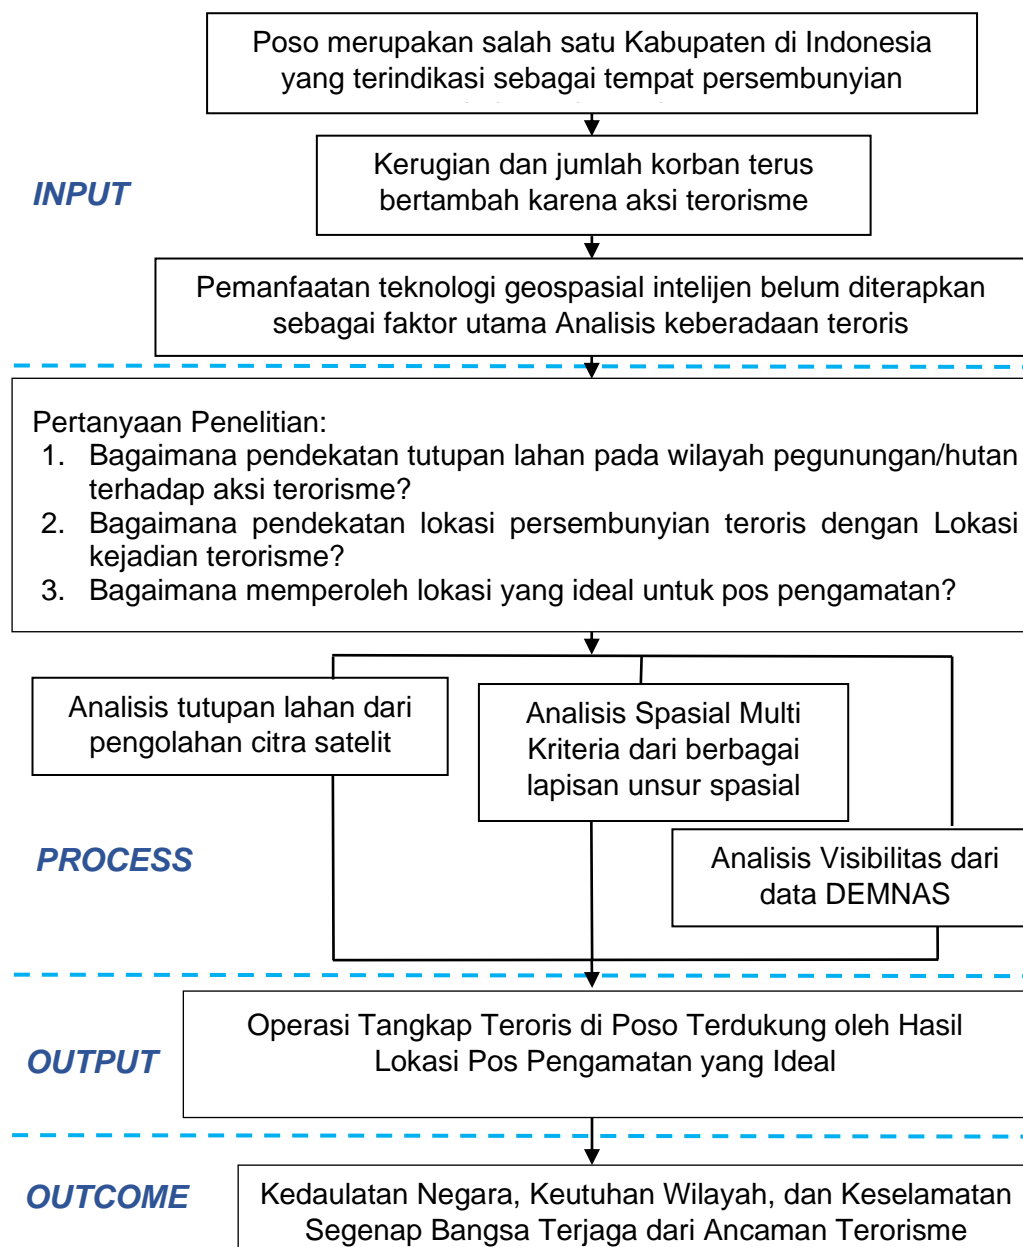 Poso merupakan salah satu Kabupaten di Indonesia
yang terindikasi sebagai tempat persembunyian
INPUT
Kerugian dan jumlah korban terus
bertambah karena aksi terorisme
Pemanfaatan teknologi geospasial intelijen belum diterapkan
sebagai faktor utama Analisis keberadaan teroris
Pertanyaan Penelitian:
1. Bagaimana pendekatan tutupan lahan pada wilayah pegunungan/hutan
terhadap aksi terorisme?
2. Bagaimana pendekatan lokasi persembunyian teroris dengan Lokasi
kejadian terorisme?
3. Bagaimana memperoleh lokasi yang ideal untuk pos pengamatan?
Analisis tutupan lahan dari
pengolahan citra satelit
Analisis Spasial Multi
Kriteria dari berbagai
lapisan unsur spasial
PROCESS
Analisis Visibilitas dari
data DEMNAS
OUTPUT
Operasi Tangkap Teroris di Poso Terdukung oleh Hasil
Lokasi Pos Pengamatan yang Ideal
OUTCOME
Kedaulatan Negara, Keutuhan Wilayah, dan Keselamatan
Segenap Bangsa Terjaga dari Ancaman Terorisme